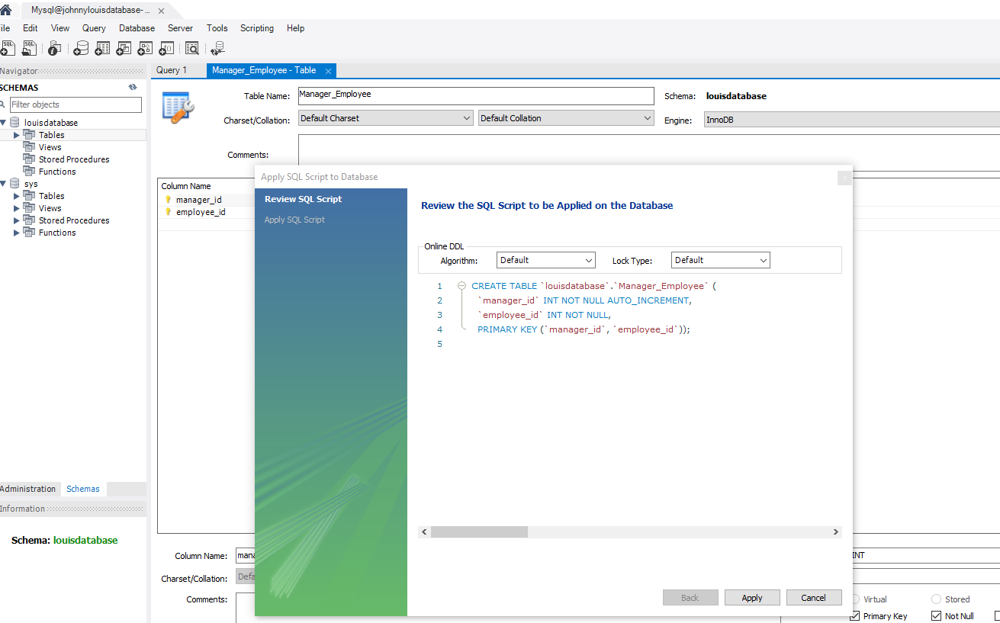 Mysql@johnnylouisdatabase-...
ile Edit View Query Database Server Tools Scripting Help
Navigator
Query 1 Manager_Employee - Table
SCHEMAS
Filter objects
louisdatabase
Tables
Views
Stored Procedures
Functions
sys
Tables
Views
Stored Procedures
Functions
Administration Schemas
Information
Schema: louisdatabase
Table Name: Manager_Employee Schema: louisdatabase
Charset/Collation: Default Charset Default Collation Engine: InnoDB
Comments:
Column Name
manager_id
employee_id
Apply SQL Script to Database
Review SQL Script
Apply SQL Script
Review the SQL Script to be Applied on the Database
Online DDL
Algorithm: Default Lock Type: Default
1 CREATE TABLE `louisdatabase`.`Manager_Employee` (
2 `manager_id` INT NOT NULL AUTO_INCREMENT,
3 `employee_id` INT NOT NULL,
4 PRIMARY KEY (`manager_id`, `employee_id`));
5
Back Apply Cancel
Column Name: mana INT
Charset/Collation: Defa
Comments: Virtual Stored
Primary Key Not Null